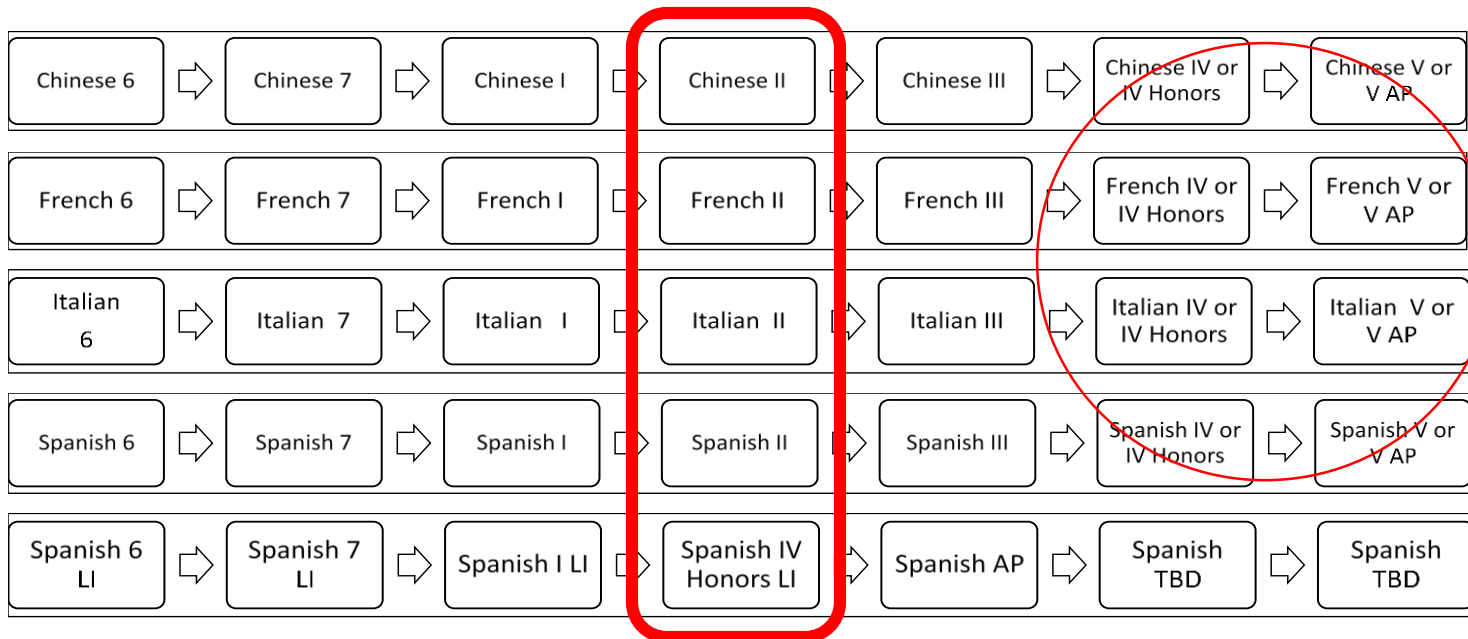 Chinese 6
Chinese 7
Chinese I
Chinese II
Chinese III
Chinese IV or
IV Honors
Chinese V or
V AP
French 6
French 7
French I
French II
French III
French IV or
IV Honors
French V or
V AP
Italian
6
Italian 7
Italian I
Italian II
Italian III
Italian IV or
IV Honors
Italian V or
V AP
Spanish 6
Spanish 7
Spanish I
Spanish II
Spanish III
Spanish IV or
IV Honors
Spanish V or
V AP
Spanish 6
LI
Spanish 7
LI
Spanish I LI
Spanish IV
Honors LI
Spanish AP
Spanish
TBD
Spanish
TBD